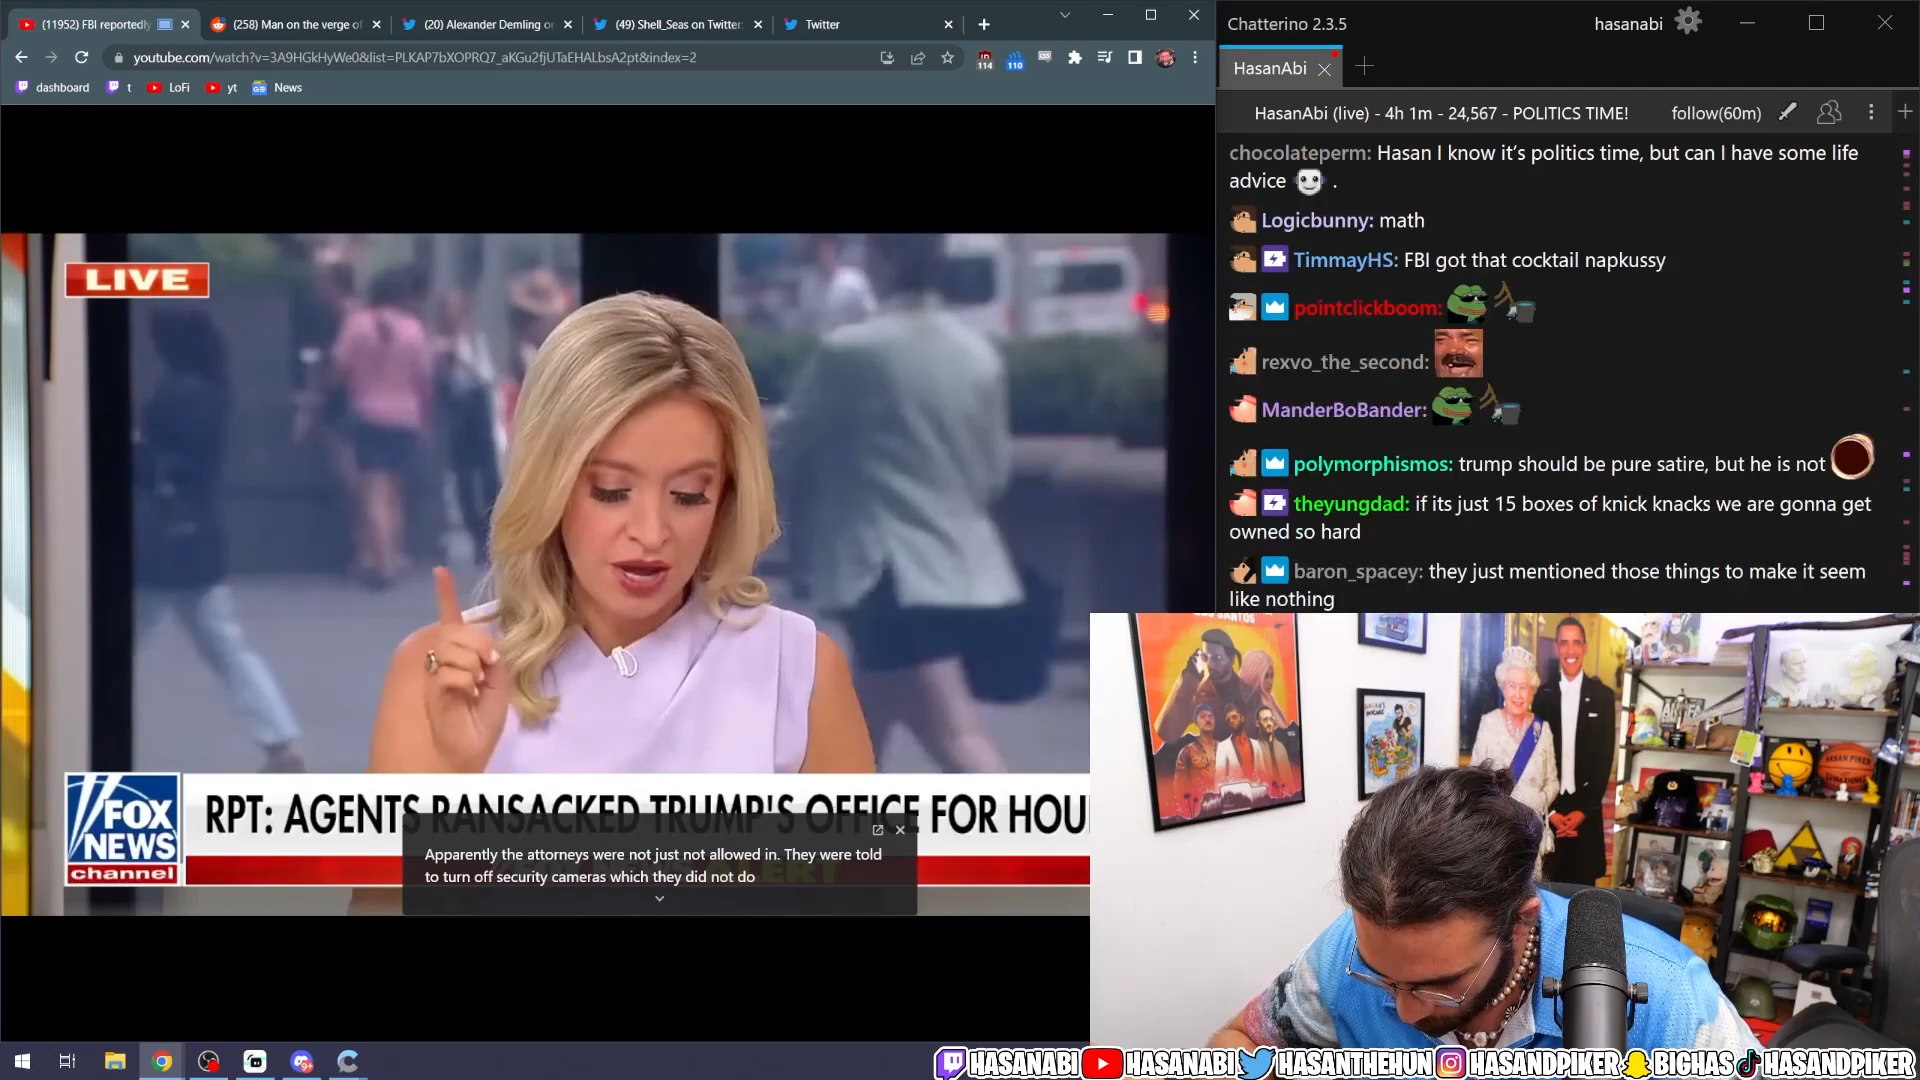 (11952) FBI reportedly
(258) Man on the verge of
(20) Alexander Demling on
(49) Shell_Seas on Twitter:
Twitter
youtube.com/watch?v=3A9HGkHyWe0&list=PLKAP7bXOPRQ7_aKGu2fjUTaEHALbsA2pt&index=2
114
110
dashboard
t
LoFi
yt
News
LIVE
FOX
NEWS
channel
RPT: AGENTS RANSACKED TRUMP'S OFFICE FOR HOU
Apparently the attorneys were not just not allowed in. They were told
to turn off security cameras which they did not do
Chatterino 2.3.5
hasanabi
HasanAbi
HasanAbi (live) - 4h 1m - 24,567 - POLITICS TIME!
follow(60m)
chocolateperm: Hasan I know it's politics time, but can I have some life
advice .
Logicbunny: math
TimmayHS: FBI got that cocktail napkussy
pointclickboom:
rexvo_the_second:
ManderBoBander:
polymorphismos: trump should be pure satire, but he is not
theyungdad: if its just 15 boxes of knick knacks we are gonna get
owned so hard
baron_spacey: they just mentioned those things to make it seem
like nothing
HASANABI
HASANABI
HASANTHEHUN
HASANDPIKER
BIGHAS
HASANDPIKER